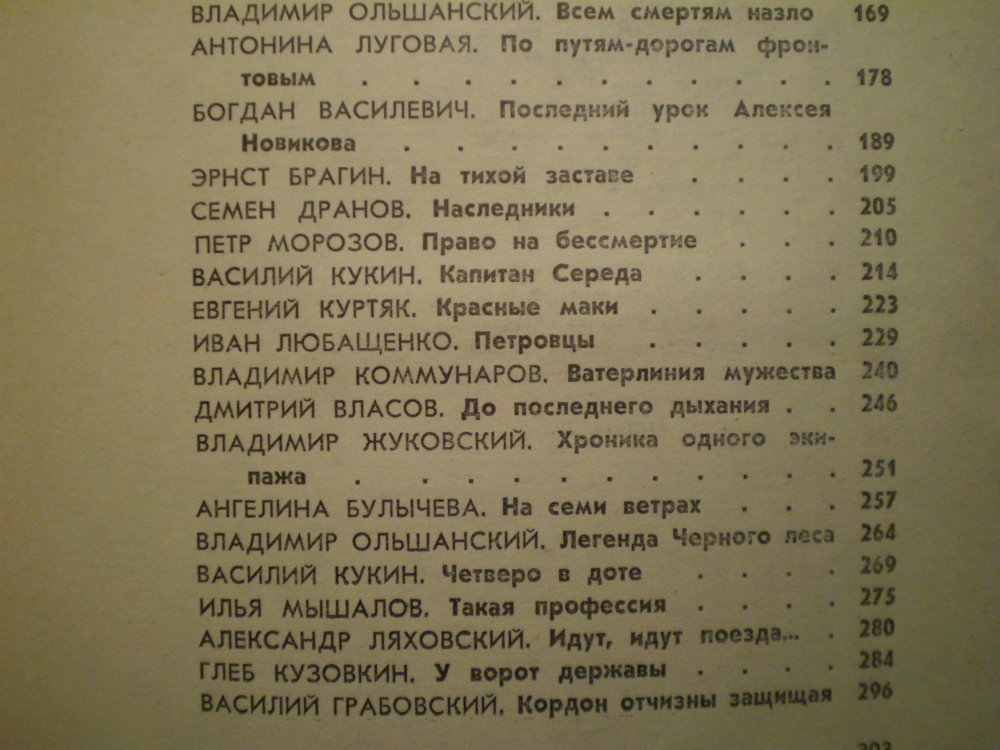 ВЛАДИМИР ОЛЬШАНСКИЙ. Всем смертям назло 169
АНТОНИНА ЛУГОВАЯ. По путям-дорогам фрон-
товым . . . . . . . . . . . 178
БОГДАН ВАСИЛЕВИЧ. Последний урок Алексея
Новикова . . . . . . . . . . 189
ЭРНСТ БРАГИН. На тихой заставе . . . . 199
СЕМЕН ДРАНОВ. Наследники . . . . . . 205
ПЕТР МОРОЗОВ. Право на бессмертие . . . 210
ВАСИЛИЙ КУКИН. Капитан Середа . . . . 214
ЕВГЕНИЙ КУРТЯК. Красные маки . . . . . 223
ИВАН ЛЮБАЩЕНКО. Петровцы . . . . . 229
ВЛАДИМИР КОММУНАРОВ. Ватерлиния мужества 240
ДМИТРИЙ ВЛАСОВ. До последнего дыхания . . 246
ВЛАДИМИР ЖУКОВСКИЙ. Хроника одного эки-
пажа . . . . . . . . . . . 251
АНГЕЛИНА БУЛЫЧЕВА. На семи ветрах . . . 257
ВЛАДИМИР ОЛЬШАНСКИЙ. Легенда Черного леса 264
ВАСИЛИЙ КУКИН. Четверо в доте . . . . 269
ИЛЬЯ МЫШАЛОВ. Такая профессия . . . . 275
АЛЕКСАНДР ЛЯХОВСКИЙ. Идут, идут поезда... . 280
ГЛЕБ КУЗОВКИН. У ворот державы . . . . 284
ВАСИЛИЙ ГРАБОВСКИЙ. Кордон отчизны защищая 296